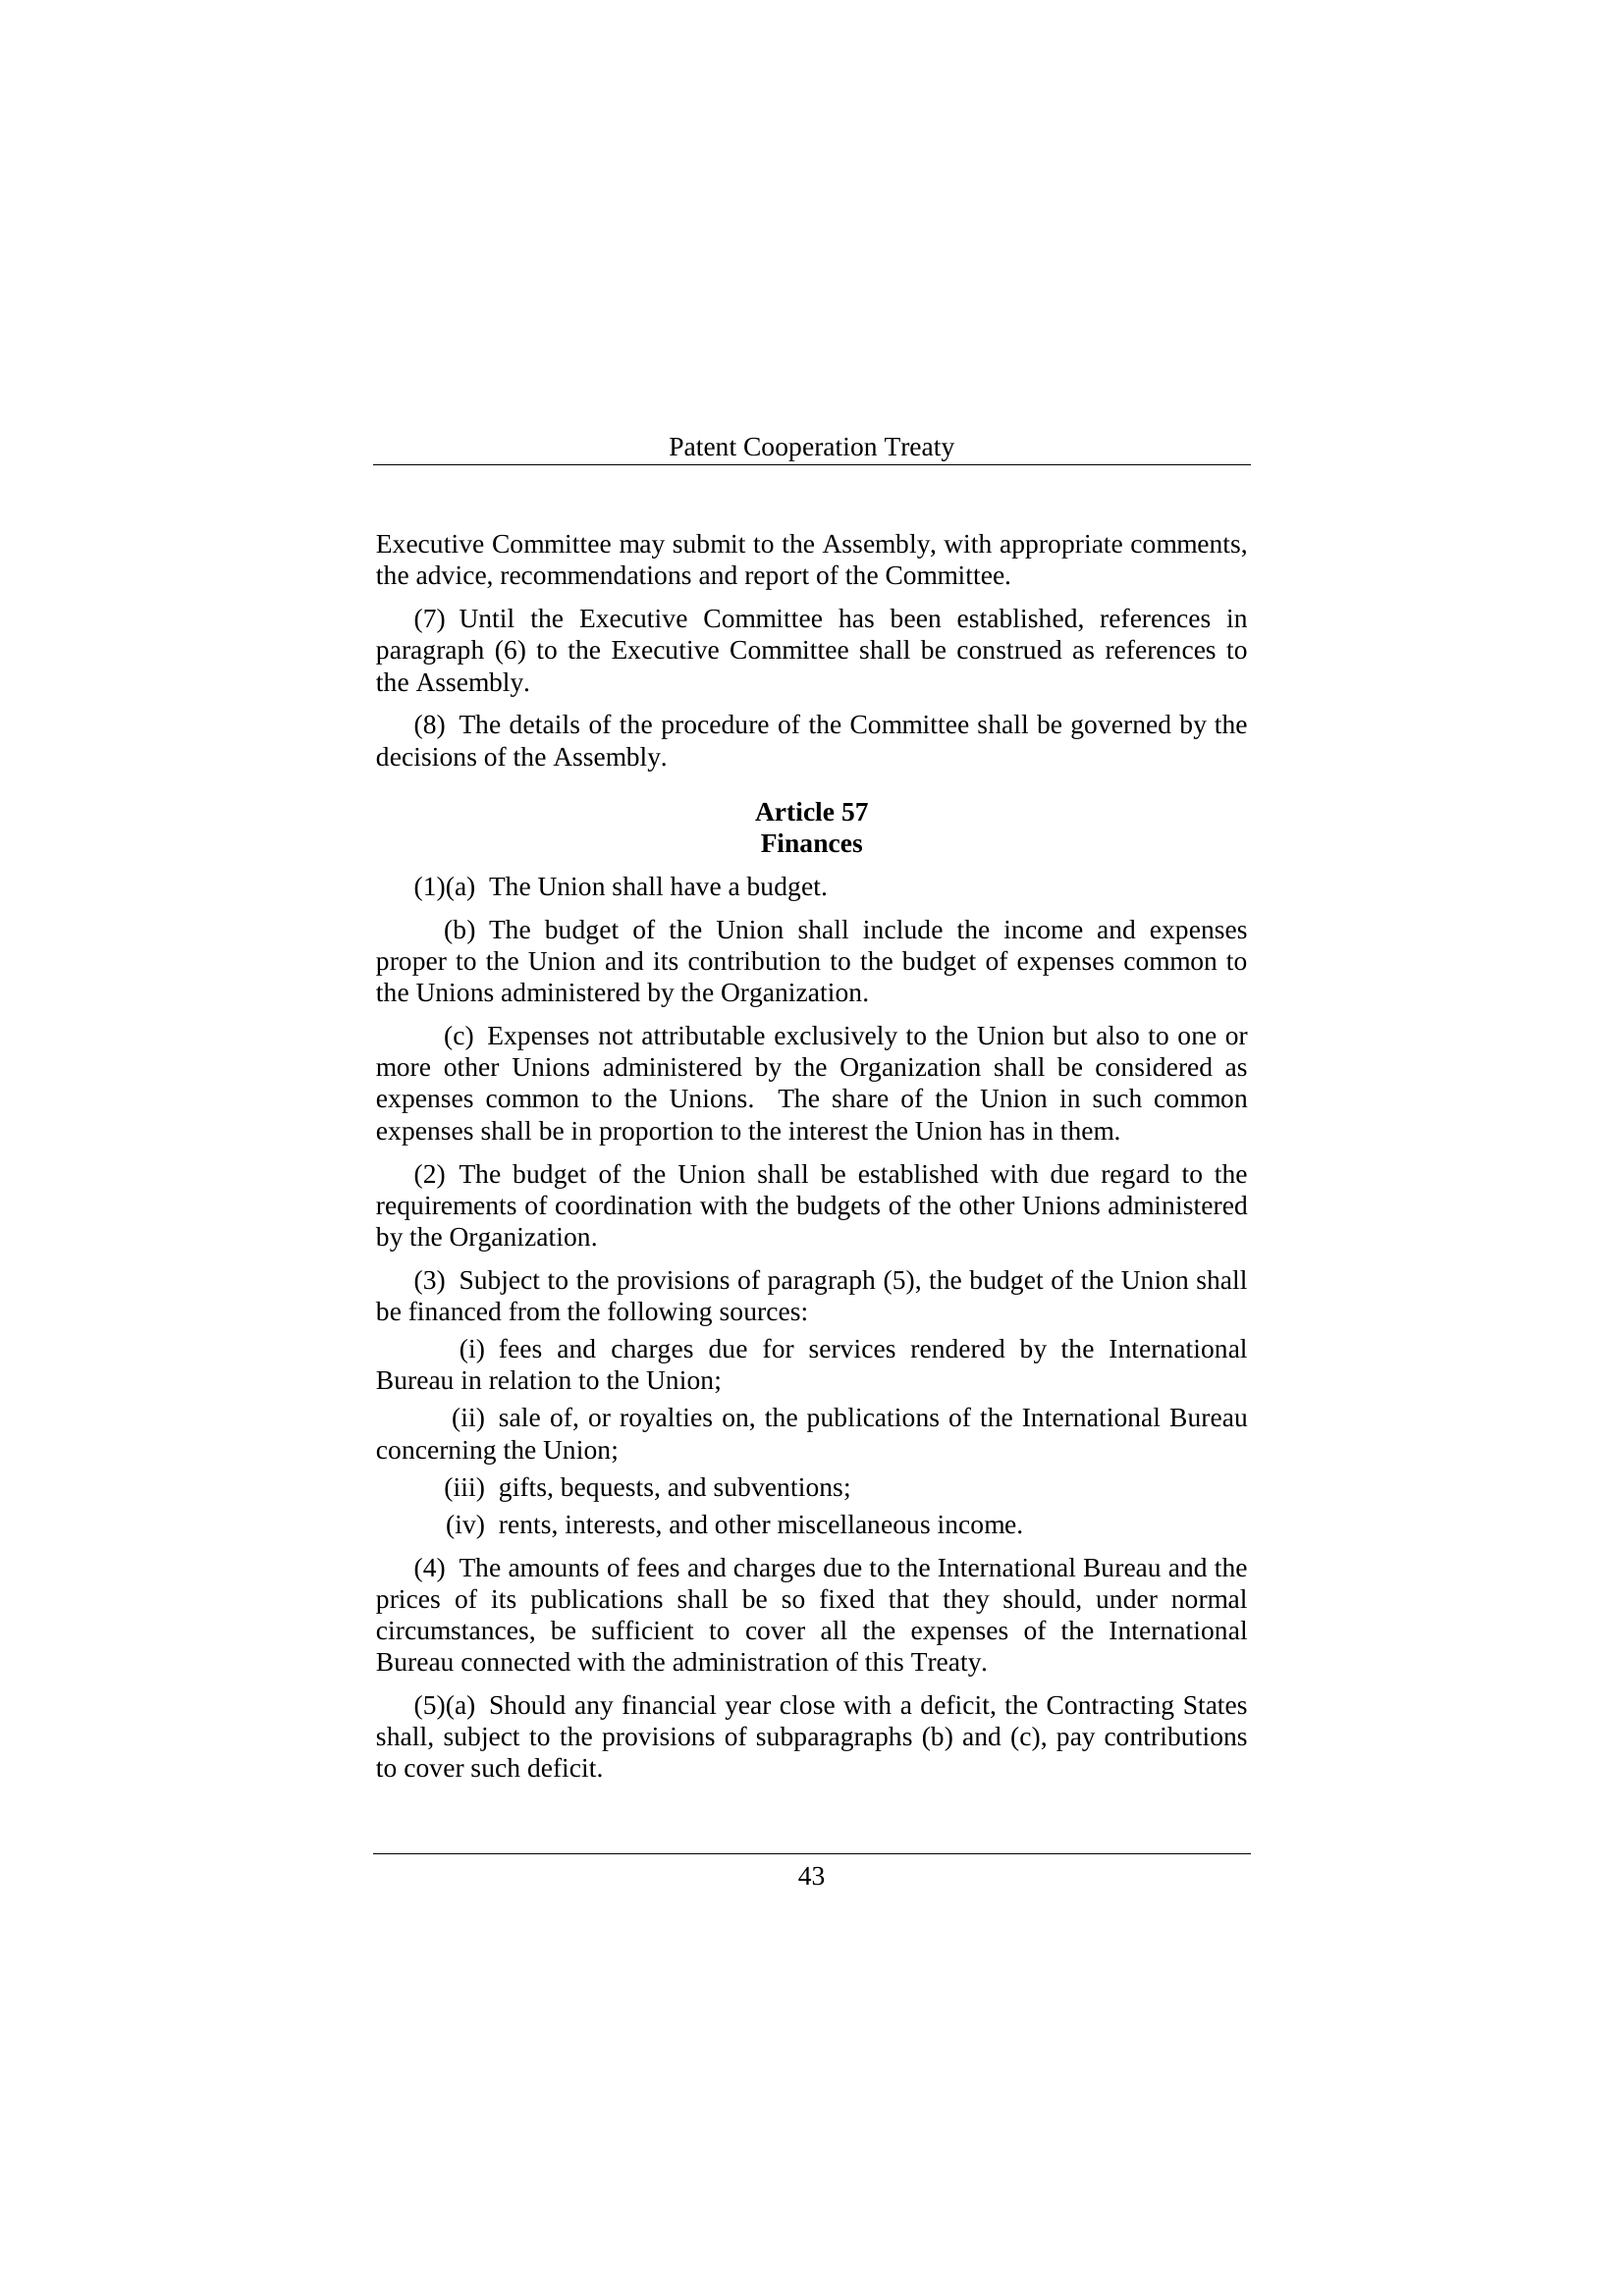 Patent Cooperation Treaty
Executive Committee may submit to the Assembly, with appropriate comments,
the advice, recommendations and report of the Committee.
(7) Until the Executive Committee has been established, references in
paragraph (6) to the Executive Committee shall be construed as references to
the Assembly.
(8) The details of the procedure of the Committee shall be governed by the
decisions of the Assembly.
Article 57
Finances
(1)(a) The Union shall have a budget.
(b) The budget of the Union shall include the income and expenses
proper to the Union and its contribution to the budget of expenses common to
the Unions administered by the Organization.
(c) Expenses not attributable exclusively to the Union but also to one or
more other Unions administered by the Organization shall be considered as
expenses common to the Unions. The share of the Union in such common
expenses shall be in proportion to the interest the Union has in them.
(2) The budget of the Union shall be established with due regard to the
requirements of coordination with the budgets of the other Unions administered
by the Organization.
(3) Subject to the provisions of paragraph (5), the budget of the Union shall
be financed from the following sources:
(i) fees and charges due for services rendered by the International
Bureau in relation to the Union;
(ii) sale of, or royalties on, the publications of the International Bureau
concerning the Union;
(iii) gifts, bequests, and subventions;
(iv) rents, interests, and other miscellaneous income.
(4) The amounts of fees and charges due to the International Bureau and the
prices of its publications shall be so fixed that they should, under normal
circumstances, be sufficient to cover all the expenses of the International
Bureau connected with the administration of this Treaty.
(5)(a) Should any financial year close with a deficit, the Contracting States
shall, subject to the provisions of subparagraphs (b) and (c), pay contributions
to cover such deficit.
43